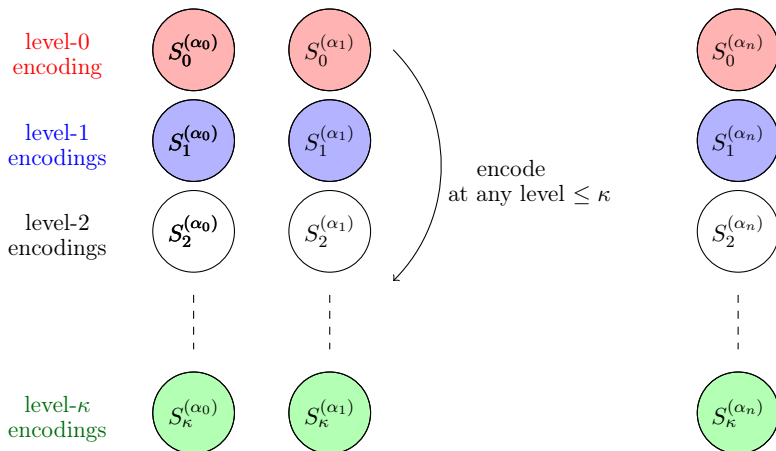 level-0
encoding
S_0^{(α_0)} S_0^{(α_1)} S_0^{(α_n)}
level-1
encodings
S_1^{(α_0)} S_1^{(α_1)} S_1^{(α_n)}
encode
at any level ≤ κ
level-2
encodings
S_2^{(α_0)} S_2^{(α_1)} S_2^{(α_n)}
level-κ
encodings
S_κ^{(α_0)} S_κ^{(α_1)} S_κ^{(α_n)}